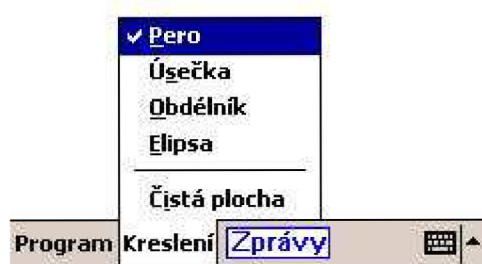 Pero
Úsečka
Obdélník
Elipsa
Čistá plocha
Program Kreslení Zprávy